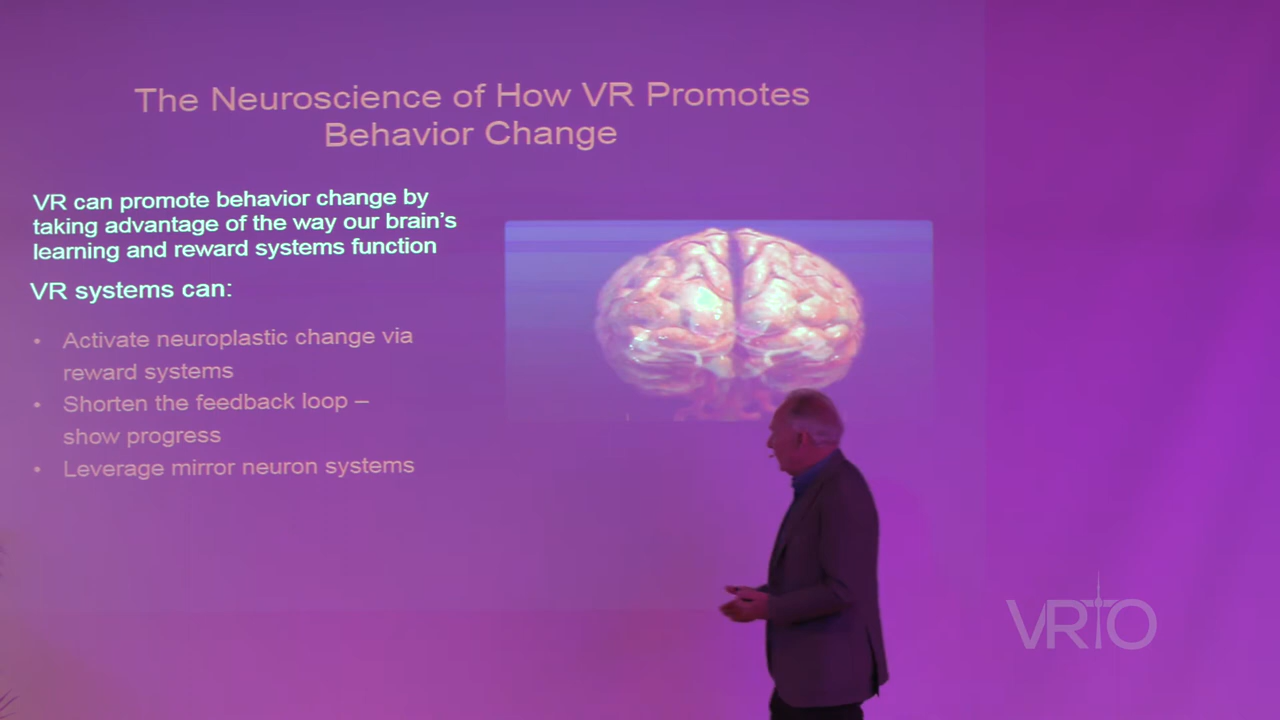 The Neuroscience of How VR Promotes
Behavior Change
VR can promote behavior change by
taking advantage of the way our brain's
learning and reward systems function
VR systems can:
• Activate neuroplastic change via
reward systems
• Shorten the feedback loop –
show progress
• Leverage mirror neuron systems
VRTO